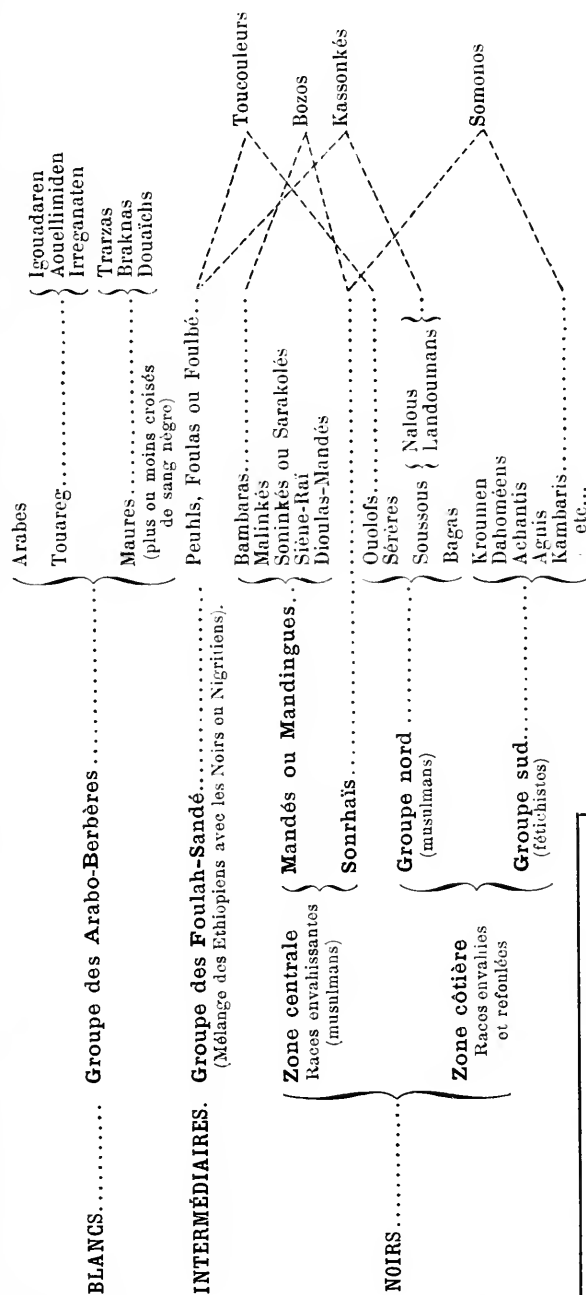 BLANCS........... Groupe des Arabo-Berbères..................
Arabes
Touareg.....................
Igouadaren
Aouellimiden
Irreganaten
Maures.....................
(plus ou moins croisés
de sang nègre)
Trarzas
Braknas
Douaïchs
INTERMÉDIAIRES. Groupe des Foulah-Sandé..................
(Mélange des Ethiopiens avec les Noirs ou Nigritiens).
Peuhls, Foulas ou Foulbé...
NOIRS...........
Zone centrale
Races envahissantes
(musulmans)
Mandés ou Mandingues..
Bambaras.....................
Malinkés
Soninkés ou Sarakolés
Siène-Raï
Dioulas-Mandés
Sonrhaïs.....................
Zone côtière
Races envahies
et refoulées
Groupe nord............
(musulmans)
Ouolofs.....................
Sérères
Soussous
Nalous
Landoumans
Bagas
Groupe sud............
(fétichistes)
Kroumen
Dahoméens
Achantis
Agnis
Kambaris.....................
etc...
Toucouleurs
Bozos
Kassonkés
Somonos